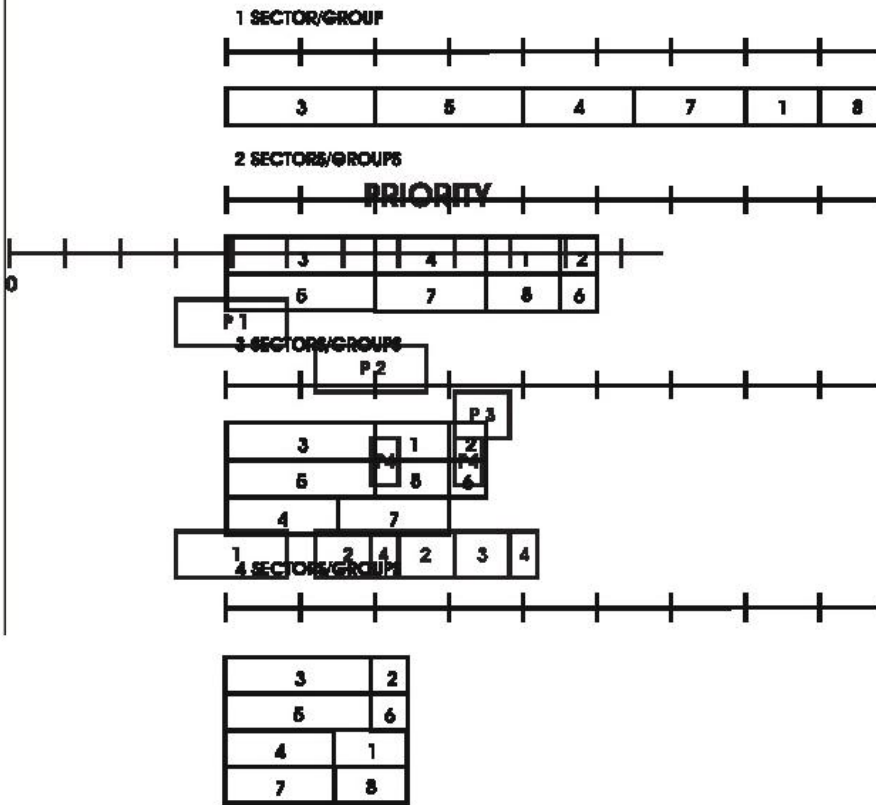 1 SECTOR/GROUP
3 5 4 7 1 8
2 SECTORS/GROUPS
PRIORITY
3 4 1 2
0
5 7 8 6
P 1
3 SECTORS/GROUPS
P 2
P 3
3 1 2
P4 P4
5 8 6
4 7
1 2 4 2 3 4
4 SECTORS/GROUPS
3 2
5 6
4 1
7 8